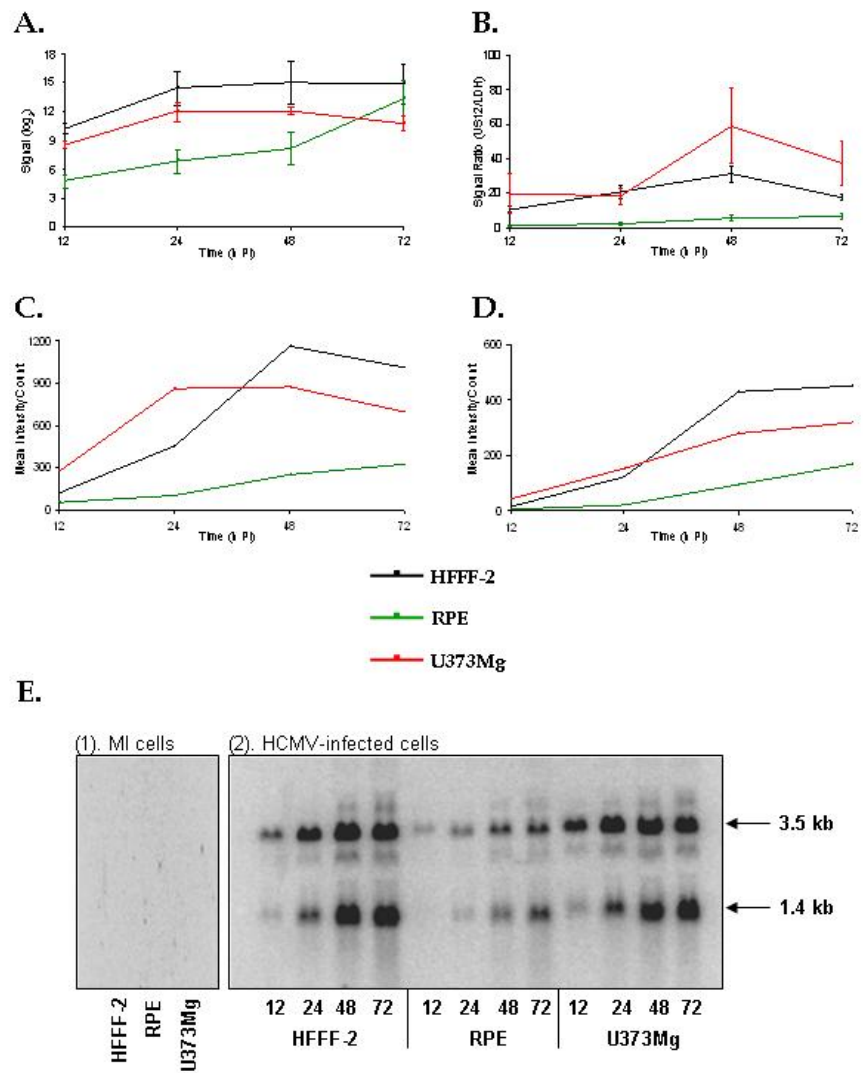 A.
B.
18
15
12
9
6
3
0
Signal (log2)
12 24 48 72
Time (h PI)
100
80
60
40
20
0
Signal Ratio (US12/LDH)
12 24 48 72
Time (h PI)
C.
D.
1200
900
600
300
0
Mean Intensity/Count
12 24 48 72
Time (h PI)
600
400
200
0
Mean Intensity/Count
12 24 48 72
Time (h PI)
HFFF-2
RPE
U373Mg
E.
(1). MI cells
(2). HCMV-infected cells
3.5 kb
1.4 kb
HFFF-2
RPE
U373Mg
12 24 48 72 12 24 48 72 12 24 48 72
HFFF-2 RPE U373Mg